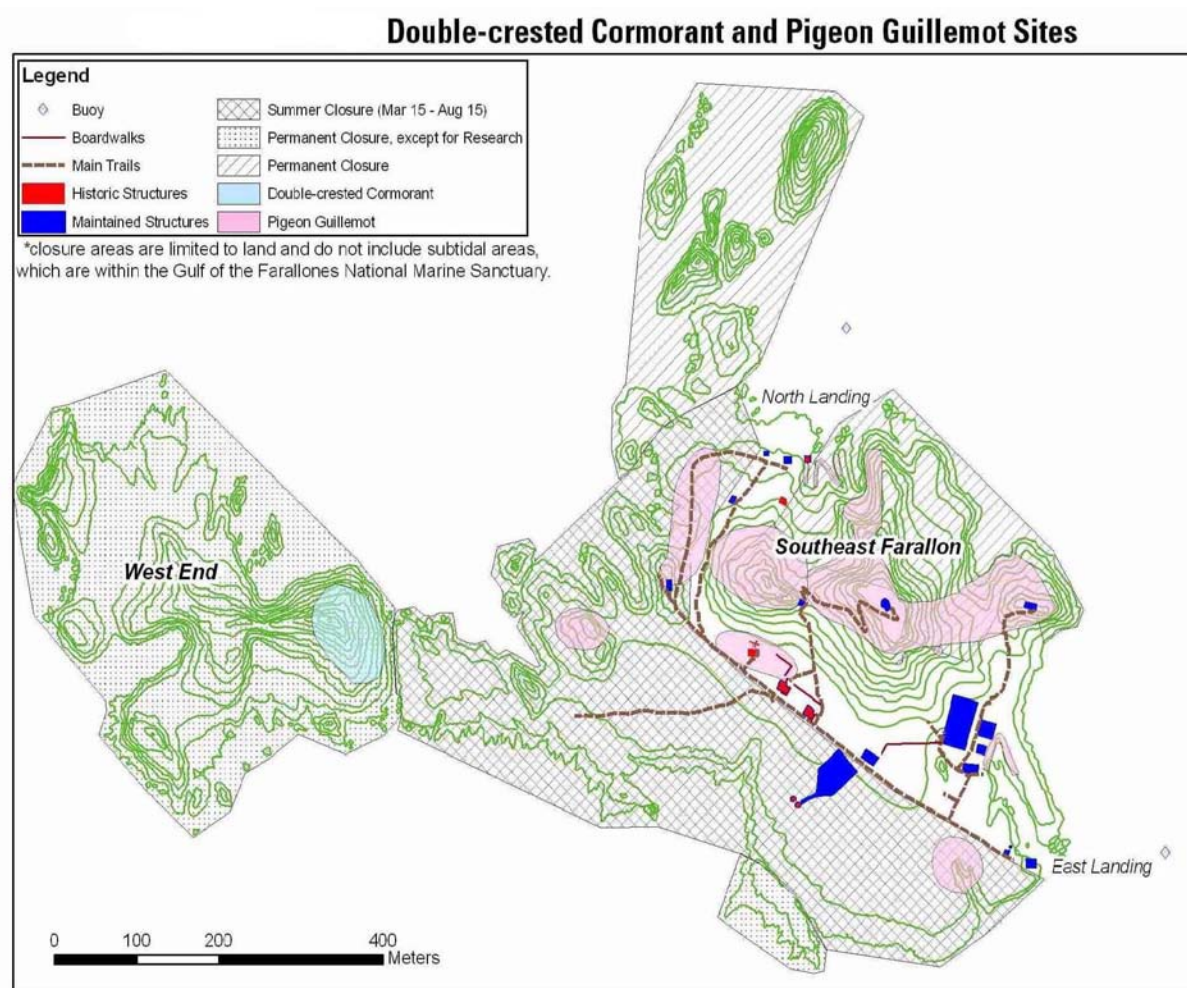 Double-crested Cormorant and Pigeon Guillemot Sites
Legend
Buoy
Boardwalks
Main Trails
Historic Structures
Maintained Structures
Summer Closure (Mar 15 - Aug 15)
Permanent Closure, except for Research
Permanent Closure
Double-crested Cormorant
Pigeon Guillemot
*closure areas are limited to land and do not include subtidal areas,
which are within the Gulf of the Farallones National Marine Sanctuary.
North Landing
Southeast Farallon
West End
East Landing
0 100 200 400
Meters